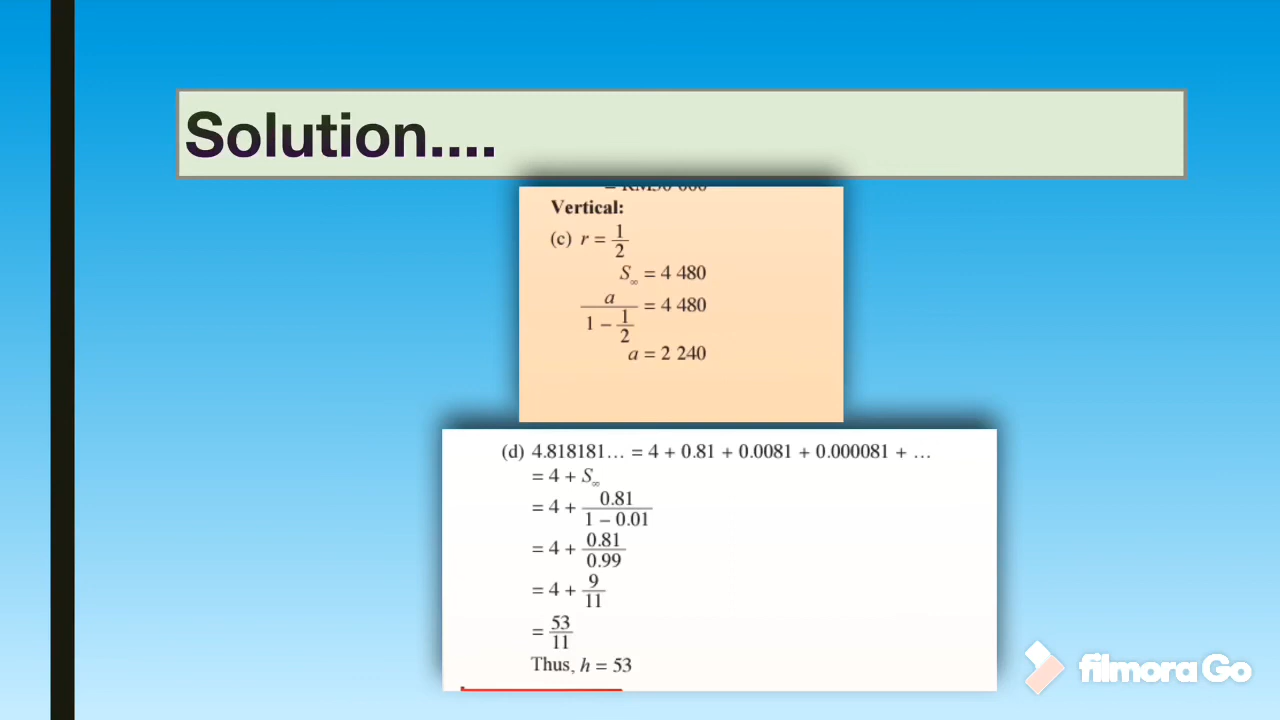 Solution....
Vertical:
(c) r = 1/2
S∞ = 4 480
a/(1 − 1/2) = 4 480
a = 2 240
(d) 4.818181… = 4 + 0.81 + 0.0081 + 0.000081 + …
= 4 + S∞
= 4 + 0.81/(1 − 0.01)
= 4 + 0.81/0.99
= 4 + 9/11
= 53/11
Thus, h = 53
filmora Go